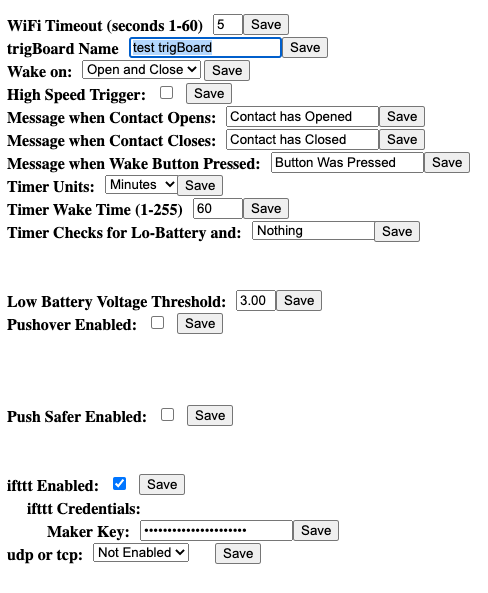 WiFi Timeout (seconds 1-60) 5 Save
trigBoard Name test trigBoard Save
Wake on: Open and Close Save
High Speed Trigger: Save
Message when Contact Opens: Contact has Opened Save
Message when Contact Closes: Contact has Closed Save
Message when Wake Button Pressed: Button Was Pressed Save
Timer Units: Minutes Save
Timer Wake Time (1-255) 60 Save
Timer Checks for Lo-Battery and: Nothing Save
Low Battery Voltage Threshold: 3.00 Save
Pushover Enabled: Save
Push Safer Enabled: Save
ifttt Enabled: Save
ifttt Credentials:
Maker Key: •••••••••••••••••••••• Save
udp or tcp: Not Enabled Save